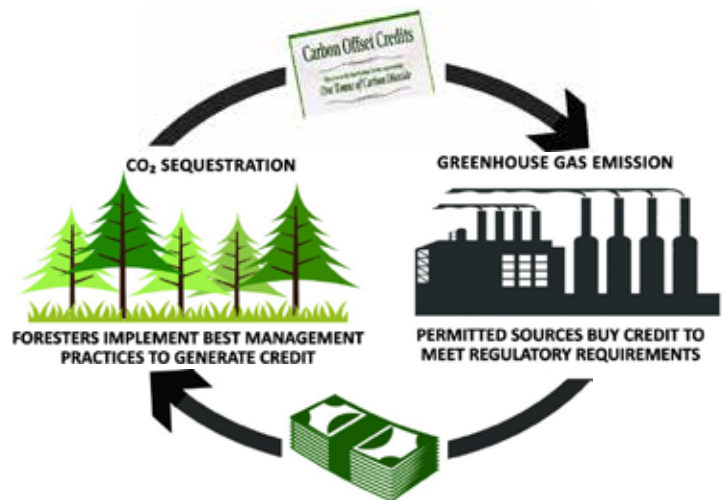 Carbon Offset Credits
One Tonne of Carbon Dioxide
CO₂ SEQUESTRATION
GREENHOUSE GAS EMISSION
FORESTERS IMPLEMENT BEST MANAGEMENT
PRACTICES TO GENERATE CREDIT
PERMITTED SOURCES BUY CREDIT TO
MEET REGULATORY REQUIREMENTS